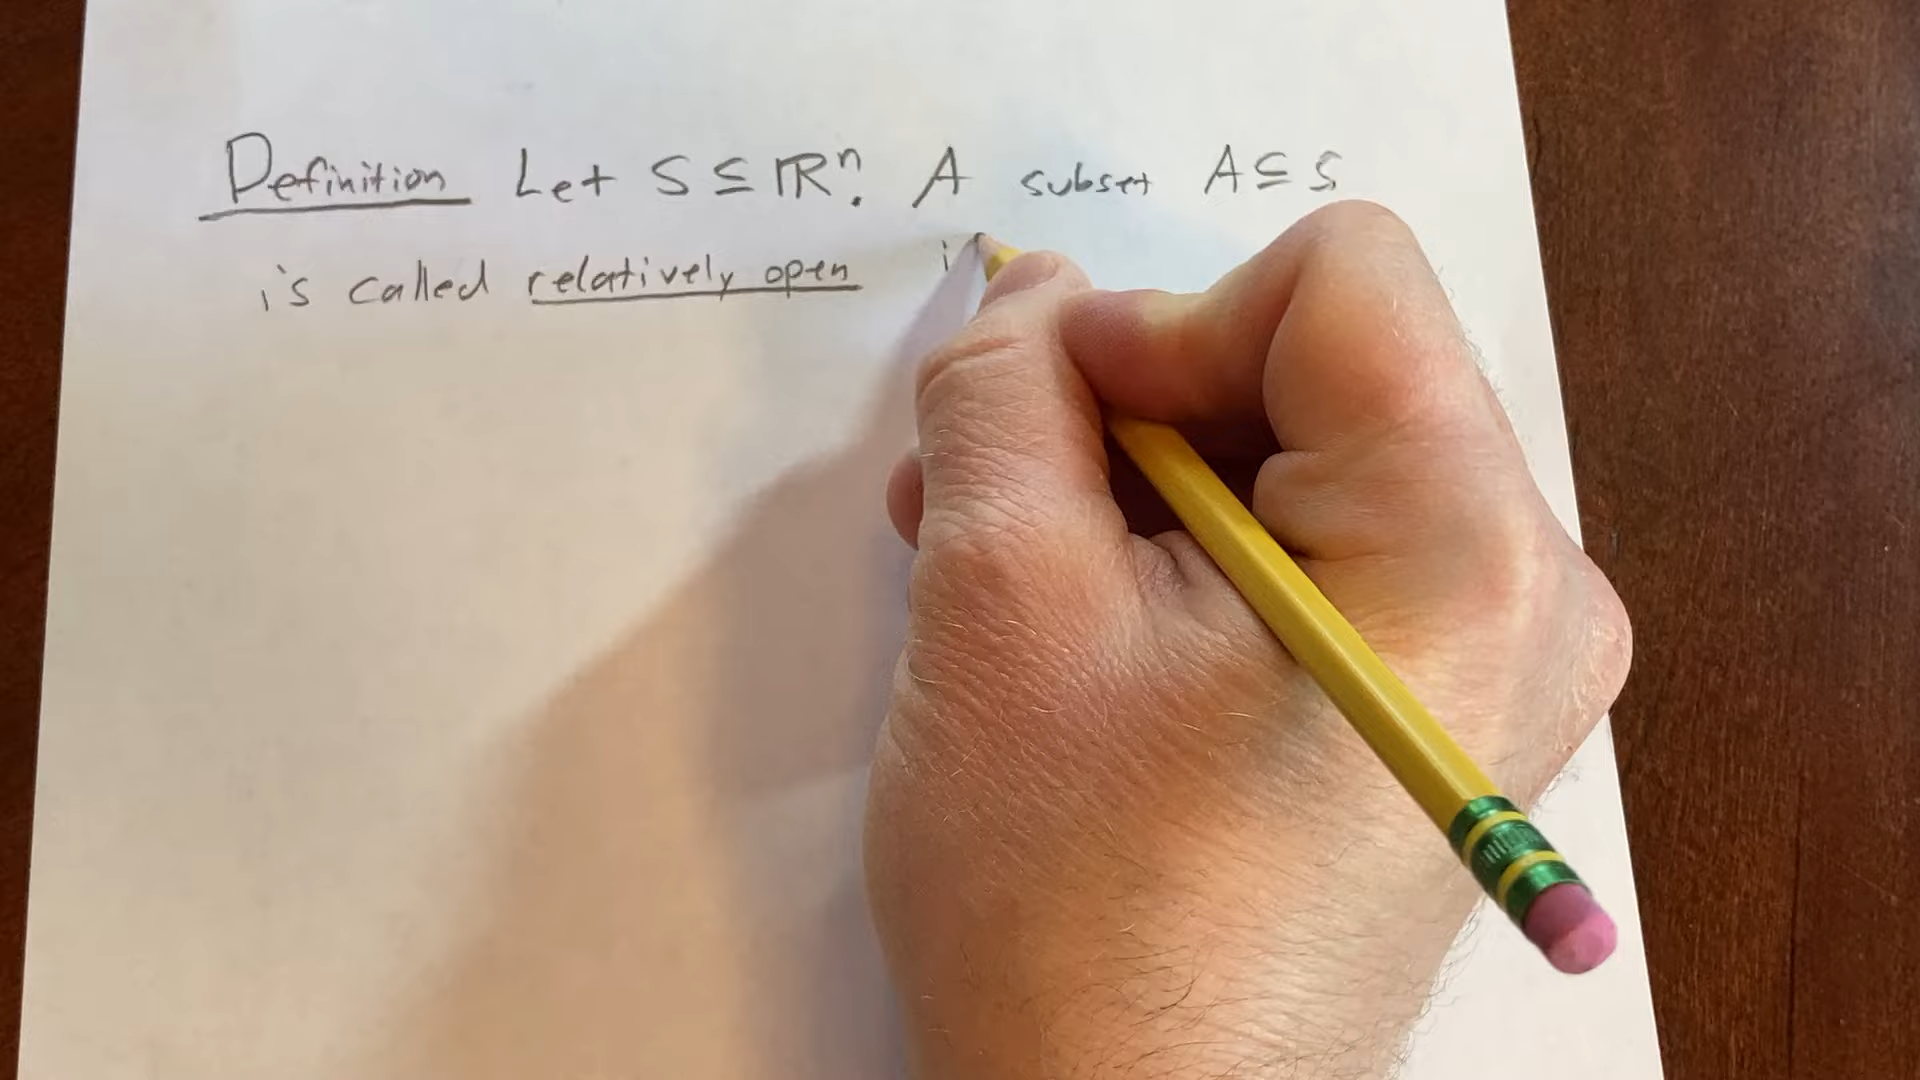 Definition Let S ⊆ ℝⁿ. A subset A ⊆ S
is called relatively open i